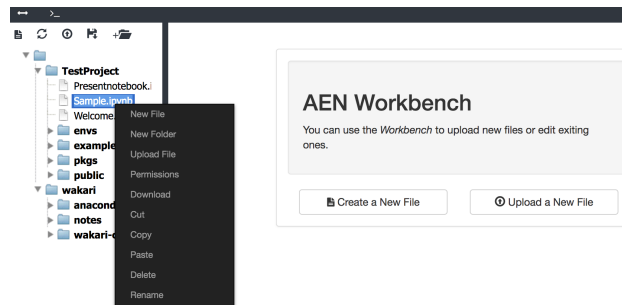 >_
TestProject
Presentnotebook.i
Sample.ipynb
Welcome.
envs
example
pkgs
public
wakari
anacond
notes
wakari-c
New File
New Folder
Upload File
Permissions
Download
Cut
Copy
Paste
Delete
Rename
AEN Workbench
You can use the Workbench to upload new files or edit exiting
ones.
Create a New File
Upload a New File